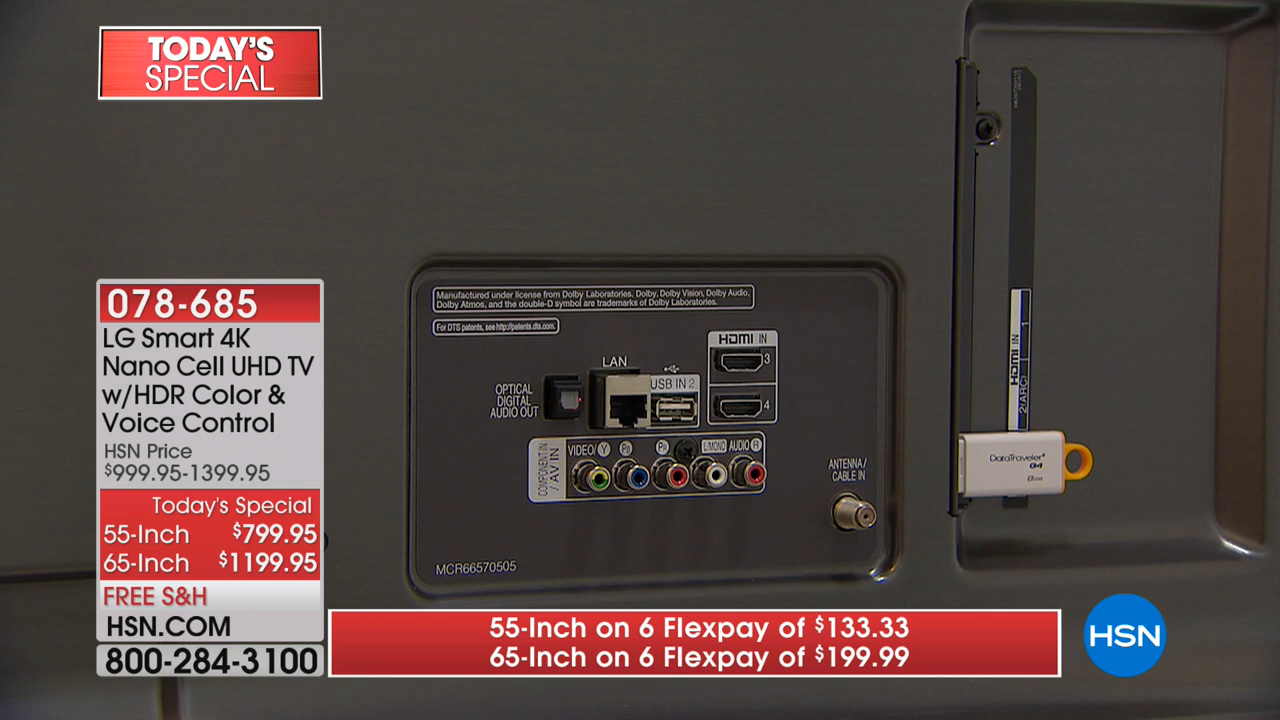 TODAY'S
SPECIAL
078-685
LG Smart 4K
Nano Cell UHD TV
w/HDR Color &
Voice Control
HSN Price
$999.95-1399.95
Today's Special
55-Inch $799.95
65-Inch $1199.95
FREE S&H
HSN.COM
800-284-3100
Manufactured under license from Dolby Laboratories. Dolby, Dolby Vision, Dolby Audio,
Dolby Atmos, and the double-D symbol are trademarks of Dolby Laboratories.
For DTS patents, see http://patents.dts.com.
HDMI IN
3
4
LAN
USB IN 2
OPTICAL
DIGITAL
AUDIO OUT
COMPONENT IN
/ AV IN
VIDEO/ Y PB PR L/MONO AUDIO R
ANTENNA/
CABLE IN
MCR66570505
HDMI IN
2(ARC) 1
DataTraveler
G4
8GB
55-Inch on 6 Flexpay of $133.33
65-Inch on 6 Flexpay of $199.99
HSN